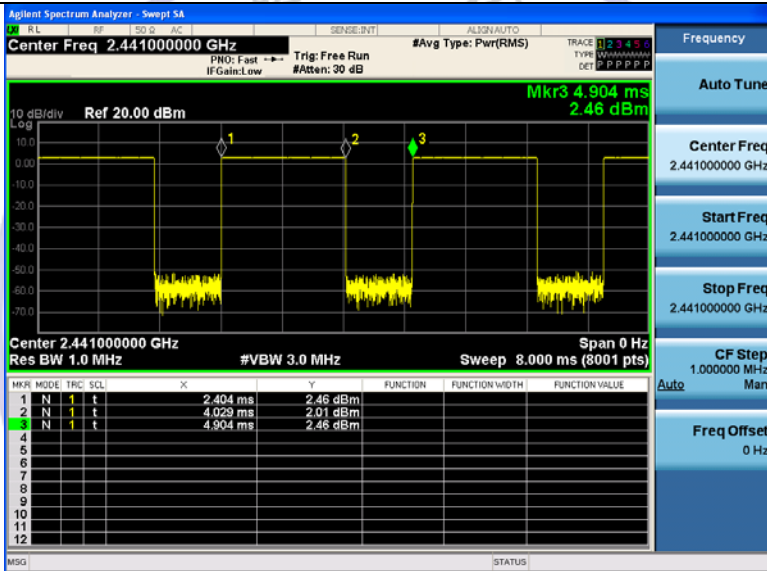 Agilent Spectrum Analyzer - Swept SA
LXI RL RF 50 Ω AC SENSE:INT ALIGNAUTO
Center Freq 2.441000000 GHz #Avg Type: Pwr(RMS) TRACE 1 2 3 4 5 6
PNO: Fast Trig: Free Run TYPE WWWWWW
IFGain:Low #Atten: 30 dB DET P P P P P P
Mkr3 4.904 ms
10 dB/div Ref 20.00 dBm 2.46 dBm
Log
1 2 3
10.0
0.00
-10.0
-20.0
-30.0
-40.0
-50.0
-60.0
-70.0
Center 2.441000000 GHz Span 0 Hz
Res BW 1.0 MHz #VBW 3.0 MHz Sweep 8.000 ms (8001 pts)
MKR MODE TRC SCL X Y FUNCTION FUNCTION WIDTH FUNCTION VALUE
1 N 1 t 2.404 ms 2.46 dBm
2 N 1 t 4.029 ms 2.01 dBm
3 N 1 t 4.904 ms 2.46 dBm
4
5
6
7
8
9
10
11
12
MSG STATUS
Frequency
Auto Tune
Center Freq
2.441000000 GHz
Start Freq
2.441000000 GHz
Stop Freq
2.441000000 GHz
CF Step
1.000000 MHz
Auto Man
Freq Offset
0 Hz